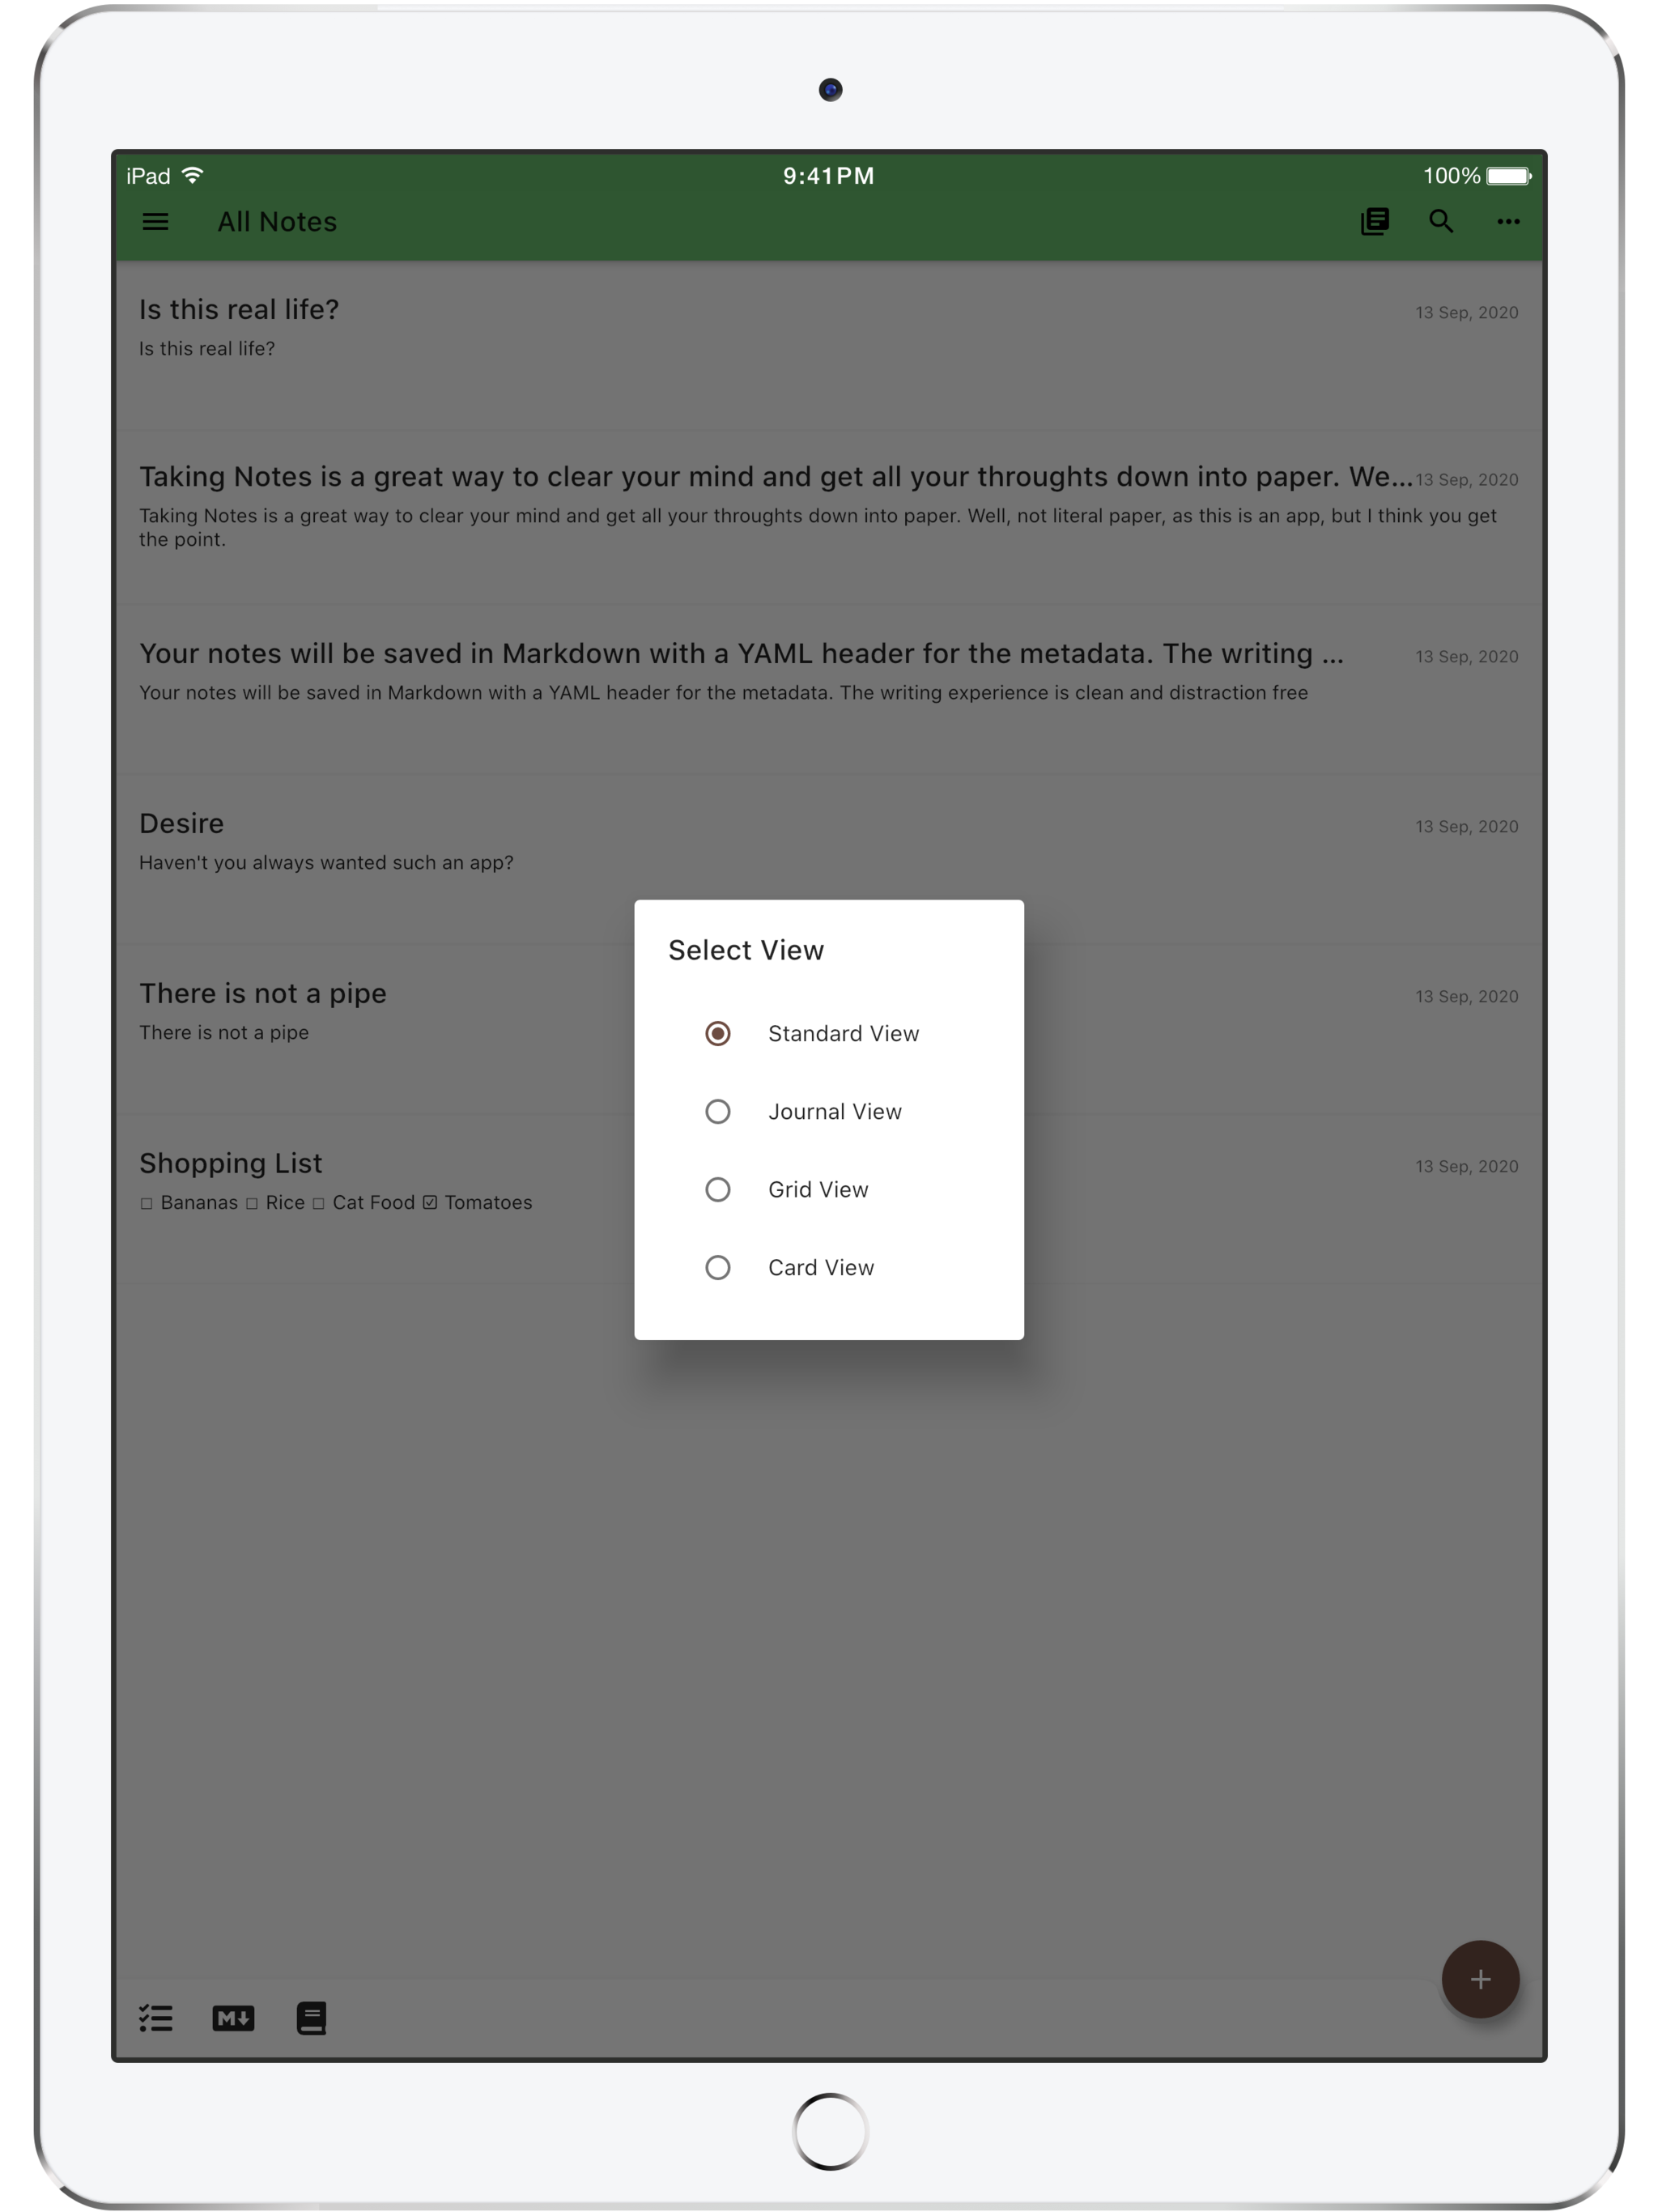 iPad 9:41PM 100%
All Notes
Is this real life? 13 Sep, 2020
Is this real life?
Taking Notes is a great way to clear your mind and get all your throughts down into paper. We... 13 Sep, 2020
Taking Notes is a great way to clear your mind and get all your throughts down into paper. Well, not literal paper, as this is an app, but I think you get
the point.
Your notes will be saved in Markdown with a YAML header for the metadata. The writing ... 13 Sep, 2020
Your notes will be saved in Markdown with a YAML header for the metadata. The writing experience is clean and distraction free
Desire 13 Sep, 2020
Haven't you always wanted such an app?
There is not a pipe 13 Sep, 2020
There is not a pipe
Shopping List 13 Sep, 2020
☐ Bananas ☐ Rice ☐ Cat Food ☑ Tomatoes
Select View
Standard View
Journal View
Grid View
Card View
M